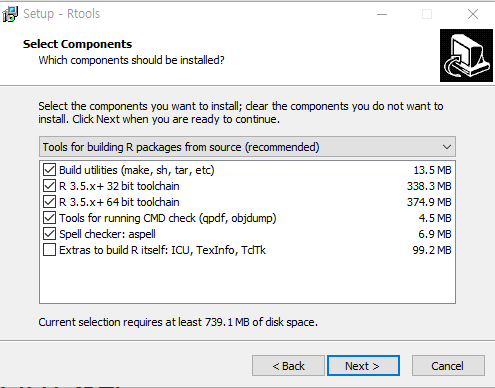 Setup - Rtools
Select Components
Which components should be installed?
Select the components you want to install; clear the components you do not want to
install. Click Next when you are ready to continue.
Tools for building R packages from source (recommended)
Build utilities (make, sh, tar, etc) 13.5 MB
R 3.5.x+ 32 bit toolchain 338.3 MB
R 3.5.x+ 64 bit toolchain 374.9 MB
Tools for running CMD check (qpdf, objdump) 4.5 MB
Spell checker: aspell 6.9 MB
Extras to build R itself: ICU, TexInfo, TclTk 99.2 MB
Current selection requires at least 739.1 MB of disk space.
< Back Next > Cancel